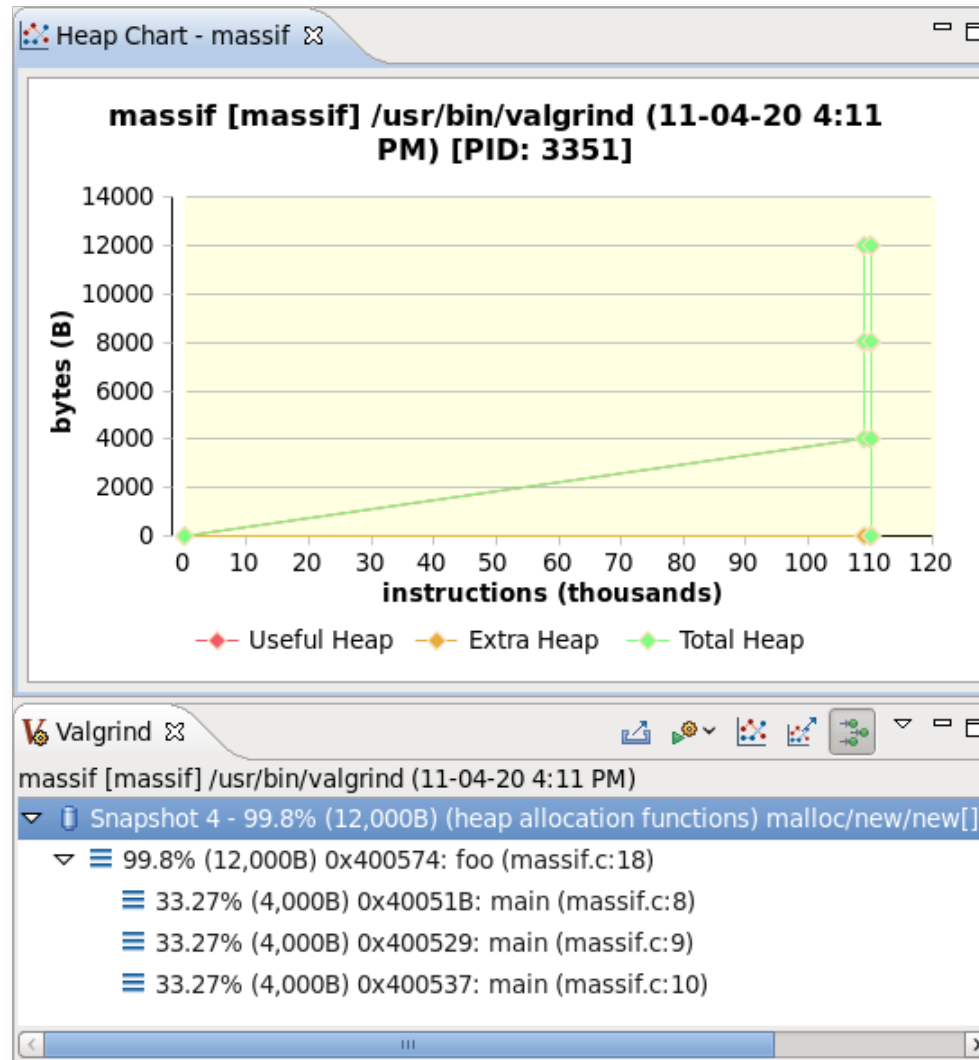 Heap Chart - massif
massif [massif] /usr/bin/valgrind (11-04-20 4:11
PM) [PID: 3351]
14000
12000
10000
8000
6000
4000
2000
0
bytes (B)
0 10 20 30 40 50 60 70 80 90 100 110 120
instructions (thousands)
Useful Heap Extra Heap Total Heap
Valgrind
massif [massif] /usr/bin/valgrind (11-04-20 4:11 PM)
Snapshot 4 - 99.8% (12,000B) (heap allocation functions) malloc/new/new[]
99.8% (12,000B) 0x400574: foo (massif.c:18)
33.27% (4,000B) 0x40051B: main (massif.c:8)
33.27% (4,000B) 0x400529: main (massif.c:9)
33.27% (4,000B) 0x400537: main (massif.c:10)